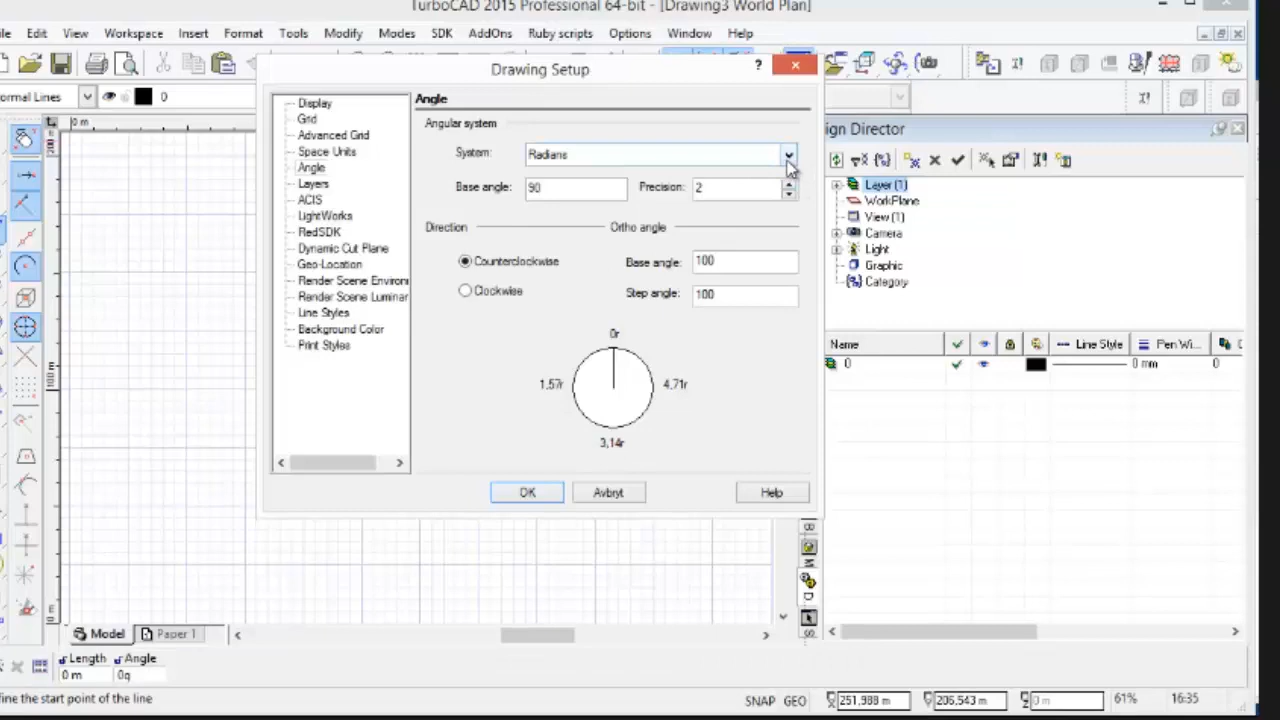 TurboCAD 2015 Professional 64-bit - [Drawing3 World Plan]
Edit View Workspace Insert Format Tools Modify Modes SDK AddOns Ruby scripts Options Window Help
Drawing Setup
?
ormal Lines
0
0 m
Display
Grid
Advanced Grid
Space Units
Angle
Layers
ACIS
LightWorks
RedSDK
Dynamic Cut Plane
Geo-Location
Render Scene Environ
Render Scene Luminar
Line Styles
Background Color
Print Styles
Angle
Angular system
System: Radians
Base angle: 90 Precision: 2
Direction Ortho angle
Counterclockwise Base angle: 100
Clockwise Step angle: 100
0r
1.57r 4.71r
3,14r
OK Avbryt Help
ign Director
Layer (1)
WorkPlane
View (1)
Camera
Light
Graphic
Category
Name Line Style Pen Wi...
0 0 mm 0
Model Paper 1
Length Angle
0 m 0g
fine the start point of the line
SNAP GEO 251,988 m 206,543 m 0 m 61% 16:35